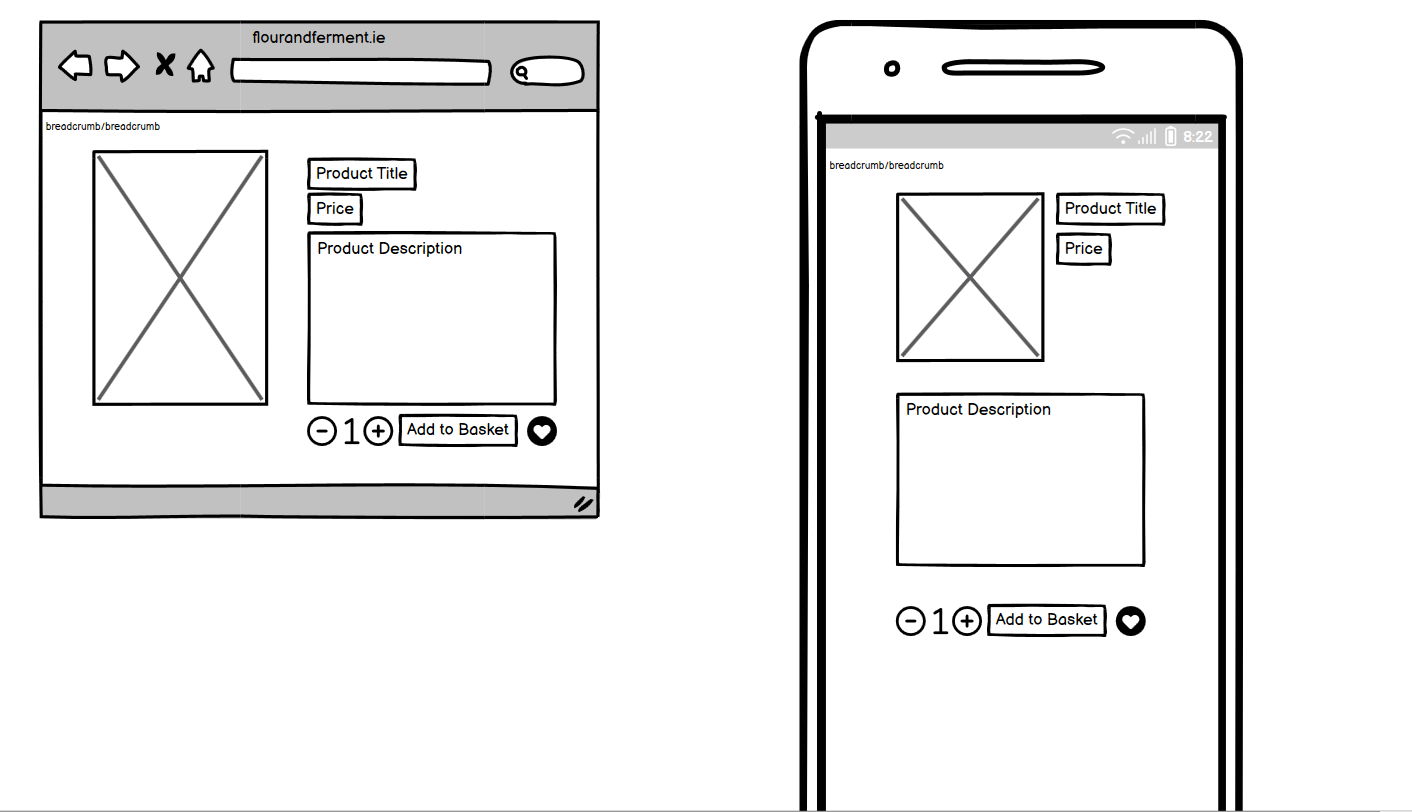 flourandferment.ie
breadcrumb/breadcrumb
Product Title
Price
Product Description
1 Add to Basket
8:22
breadcrumb/breadcrumb
Product Title
Price
Product Description
1 Add to Basket